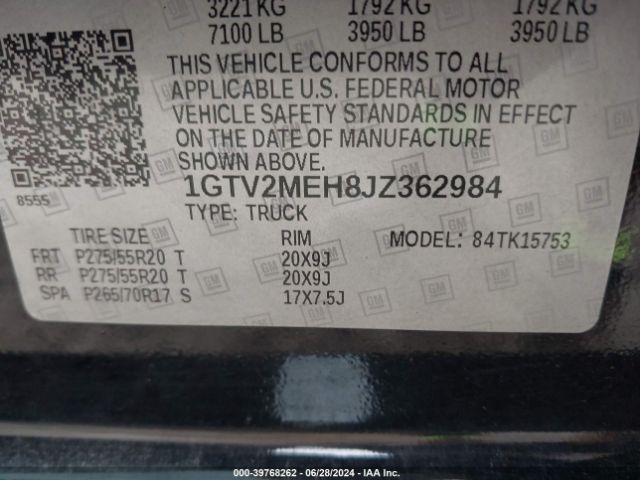 3221 KG 1792 KG 1792 KG
7100 LB 3950 LB 3950 LB
THIS VEHICLE CONFORMS TO ALL
APPLICABLE U.S. FEDERAL MOTOR
VEHICLE SAFETY STANDARDS IN EFFECT
ON THE DATE OF MANUFACTURE
SHOWN ABOVE.
8555
1GTV2MEH8JZ362984
TYPE: TRUCK
TIRE SIZE RIM MODEL: 84TK15753
FRT P275/55R20 T 20X9J
RR P275/55R20 T 20X9J
SPA P265/70R17 S 17X7.5J
GM
000-39768262 / 06/28/2024 / IAAI.COM